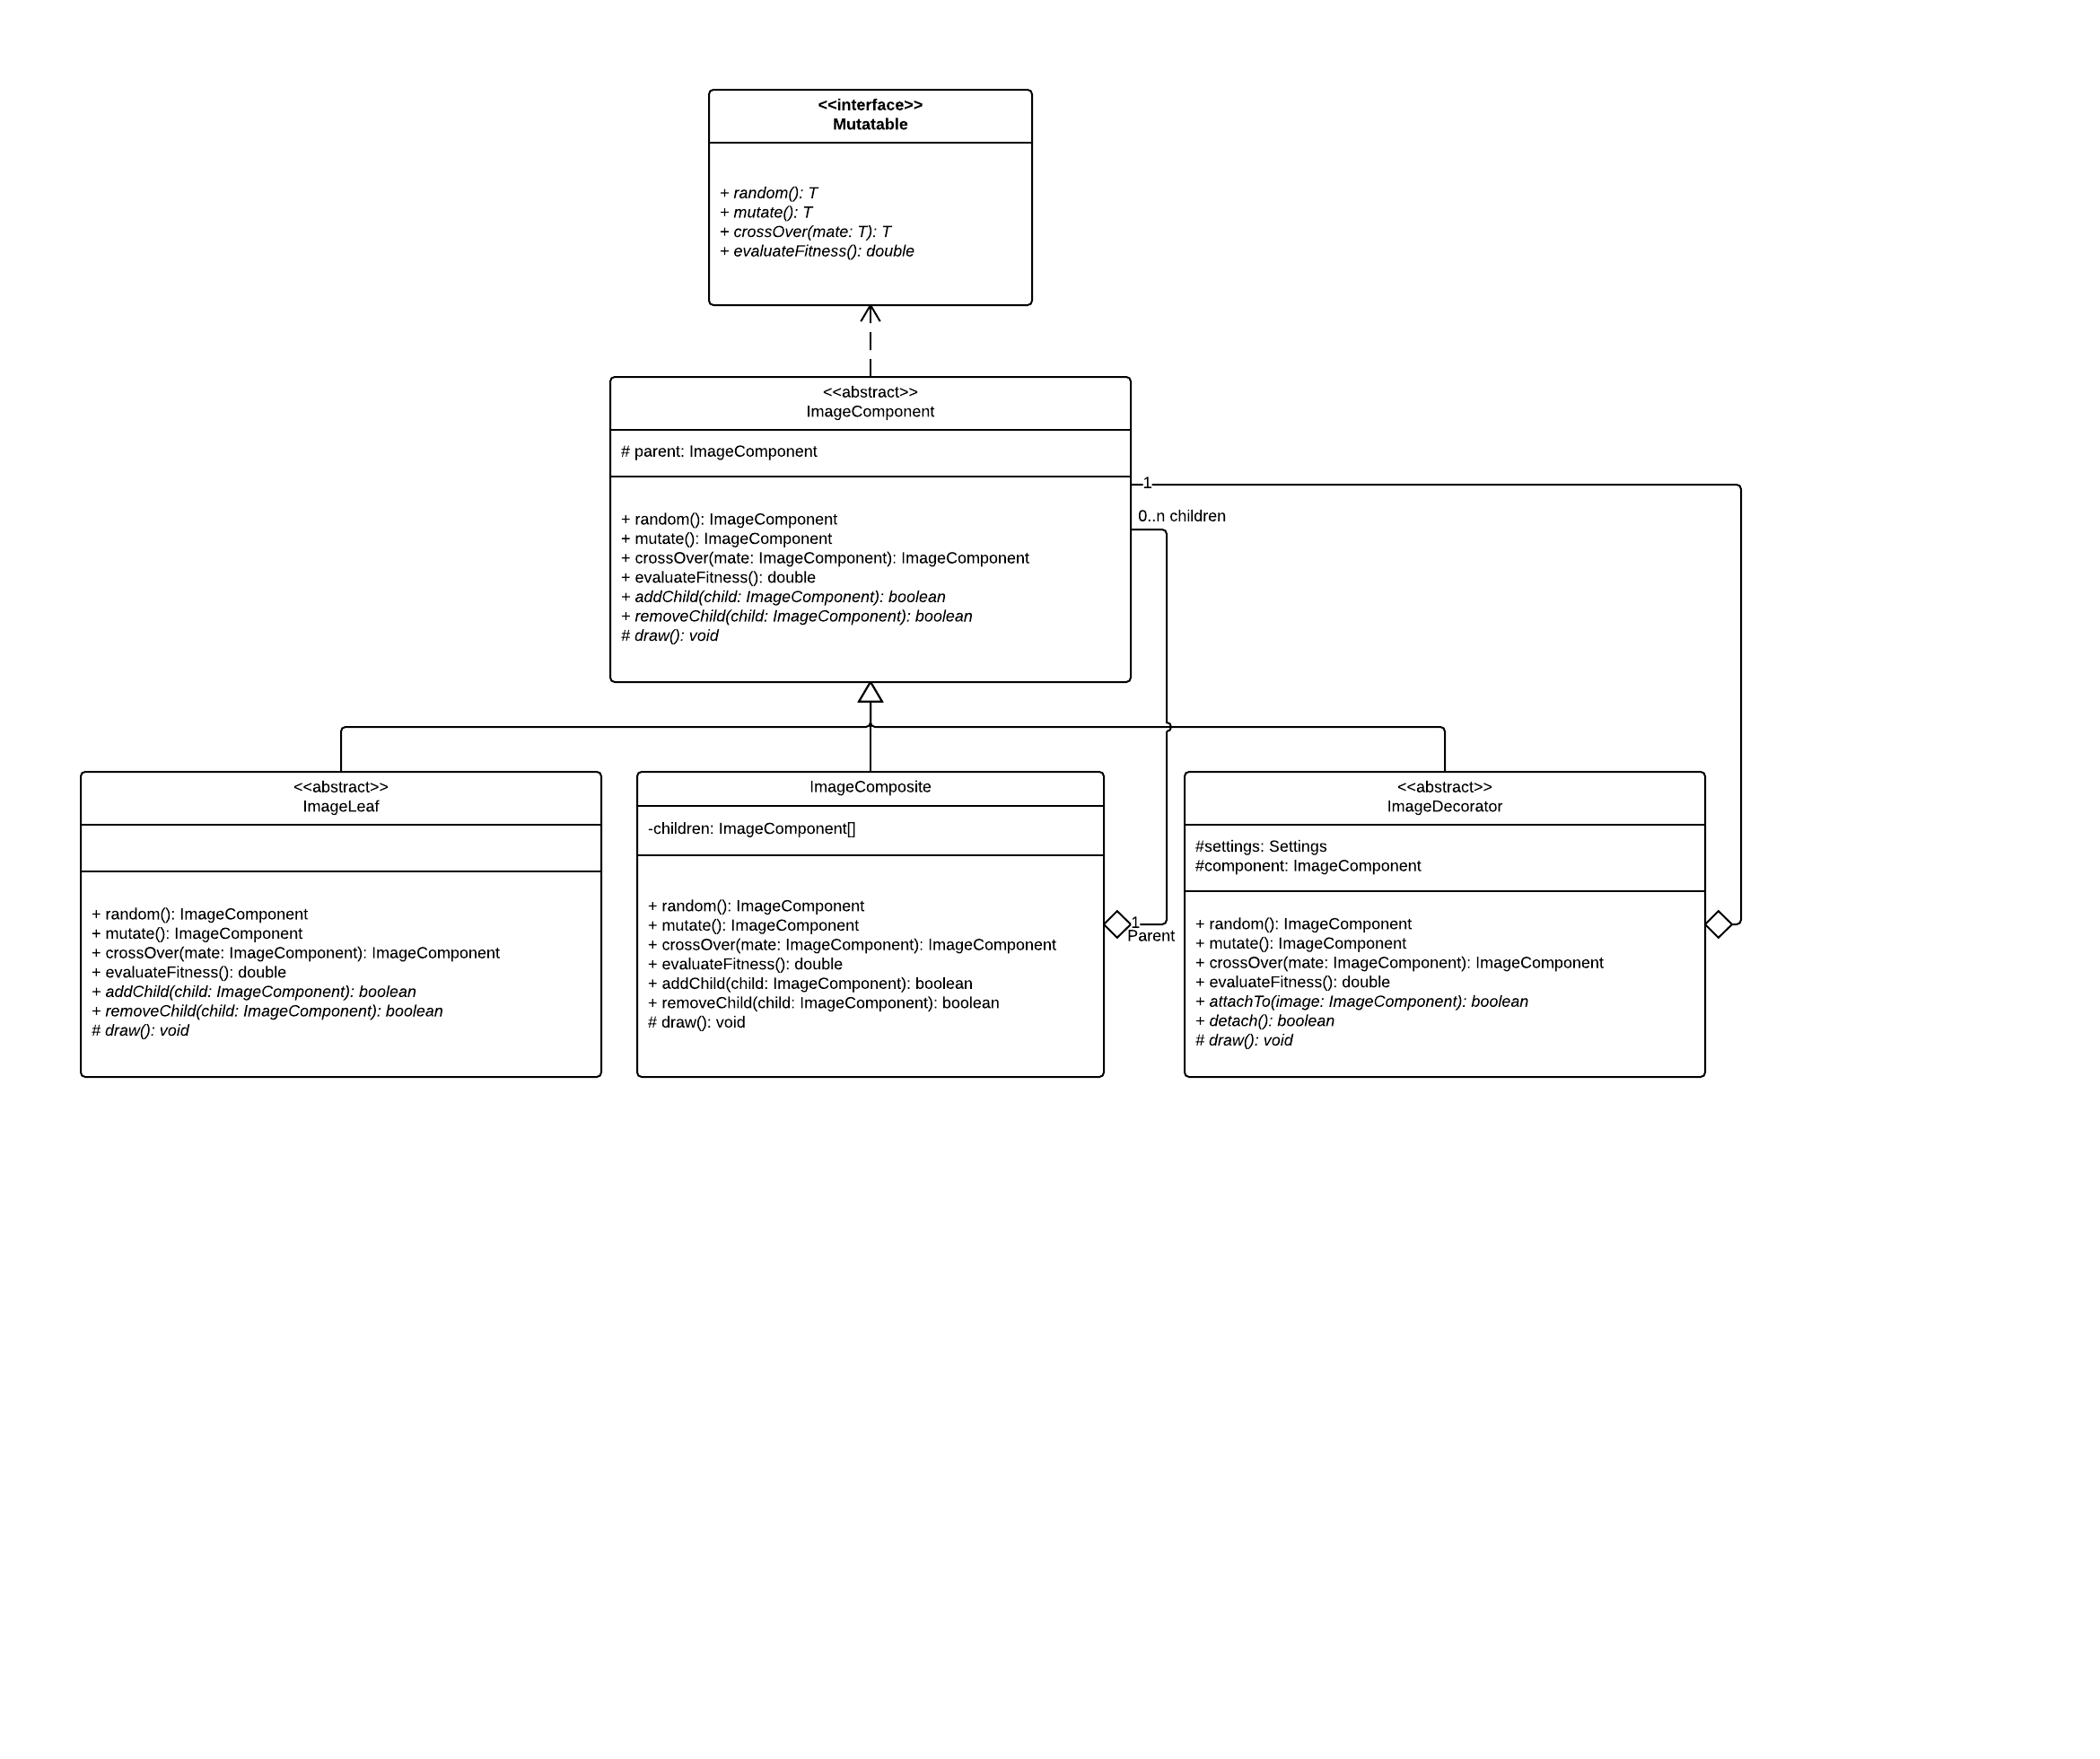 <<interface>>
Mutatable
+ random(): T
+ mutate(): T
+ crossOver(mate: T): T
+ evaluateFitness(): double
<<abstract>>
ImageComponent
# parent: ImageComponent
+ random(): ImageComponent
+ mutate(): ImageComponent
+ crossOver(mate: ImageComponent): ImageComponent
+ evaluateFitness(): double
+ addChild(child: ImageComponent): boolean
+ removeChild(child: ImageComponent): boolean
# draw(): void
1
0..n children
<<abstract>>
ImageLeaf
+ random(): ImageComponent
+ mutate(): ImageComponent
+ crossOver(mate: ImageComponent): ImageComponent
+ evaluateFitness(): double
+ addChild(child: ImageComponent): boolean
+ removeChild(child: ImageComponent): boolean
# draw(): void
ImageComposite
-children: ImageComponent[]
+ random(): ImageComponent
+ mutate(): ImageComponent
+ crossOver(mate: ImageComponent): ImageComponent
+ evaluateFitness(): double
+ addChild(child: ImageComponent): boolean
+ removeChild(child: ImageComponent): boolean
# draw(): void
1
Parent
<<abstract>>
ImageDecorator
#settings: Settings
#component: ImageComponent
+ random(): ImageComponent
+ mutate(): ImageComponent
+ crossOver(mate: ImageComponent): ImageComponent
+ evaluateFitness(): double
+ attachTo(image: ImageComponent): boolean
+ detach(): boolean
# draw(): void